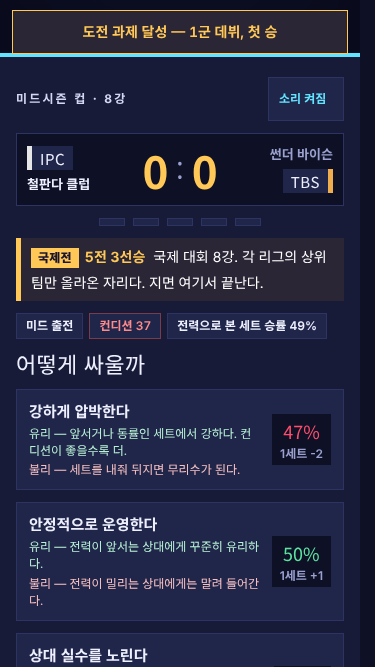 도전 과제 달성 — 1군 데뷔, 첫 승
미드시즌 컵 · 8강
소리 켜짐
IPC
철판다 클럽
0 : 0
썬더 바이슨
TBS
국제전 5전 3선승 국제 대회 8강. 각 리그의 상위
팀만 올라온 자리다. 지면 여기서 끝난다.
미드 출전
컨디션 37
전력으로 본 세트 승률 49%
어떻게 싸울까
강하게 압박한다
유리 — 앞서거나 동률인 세트에서 강하다. 컨
디션이 좋을수록 더.
불리 — 세트를 내줘 뒤지면 무리수가 된다.
47%
1세트 -2
안정적으로 운영한다
유리 — 전력이 앞서는 상대에게 꾸준히 유리하
다.
불리 — 전력이 밀리는 상대에게는 말려 들어간
다.
50%
1세트 +1
상대 실수를 노린다